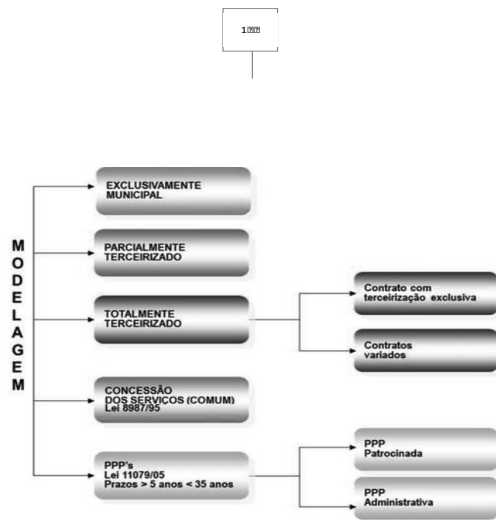 1
MODELAGEM
EXCLUSIVAMENTE
MUNICIPAL
PARCIALMENTE
TERCEIRIZADO
TOTALMENTE
TERCEIRIZADO
Contrato com
terceirização exclusiva
Contratos
variados
CONCESSÃO
DOS SERVIÇOS (COMUM)
Lei 8987/95
PPP's
Lei 11079/05
Prazos > 5 anos < 35 anos
PPP
Patrocinada
PPP
Administrativa